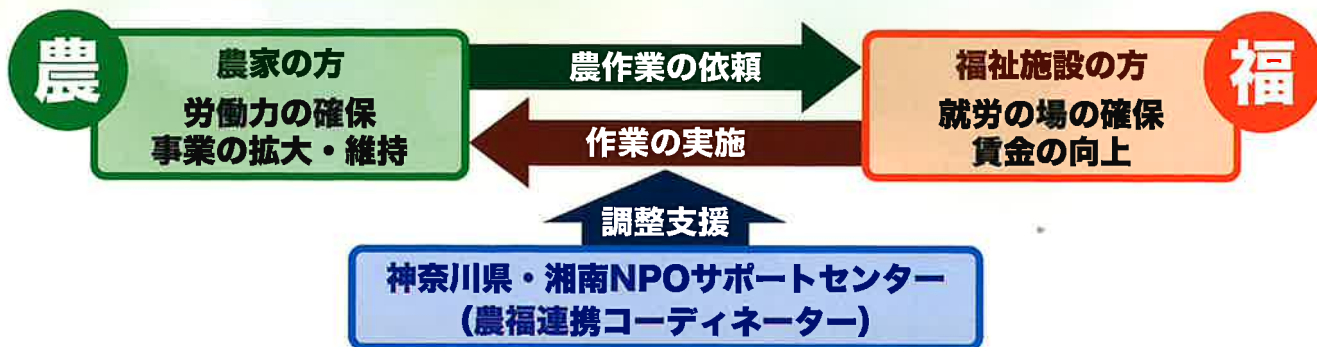 農
農家の方
労働力の確保
事業の拡大・維持
農作業の依頼
作業の実施
福
福祉施設の方
就労の場の確保
賃金の向上
調整支援
神奈川県・湘南NPOサポートセンター
（農福連携コーディネーター）